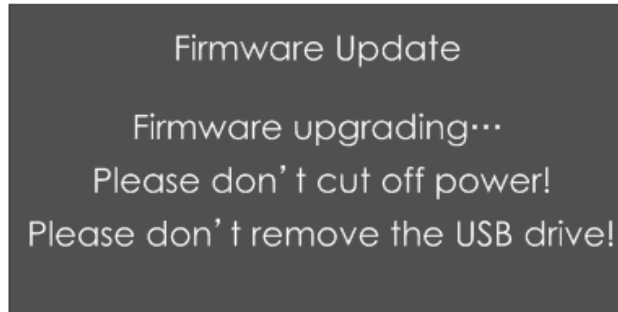 Firmware Update
Firmware upgrading…
Please don’t cut off power!
Please don’t remove the USB drive!